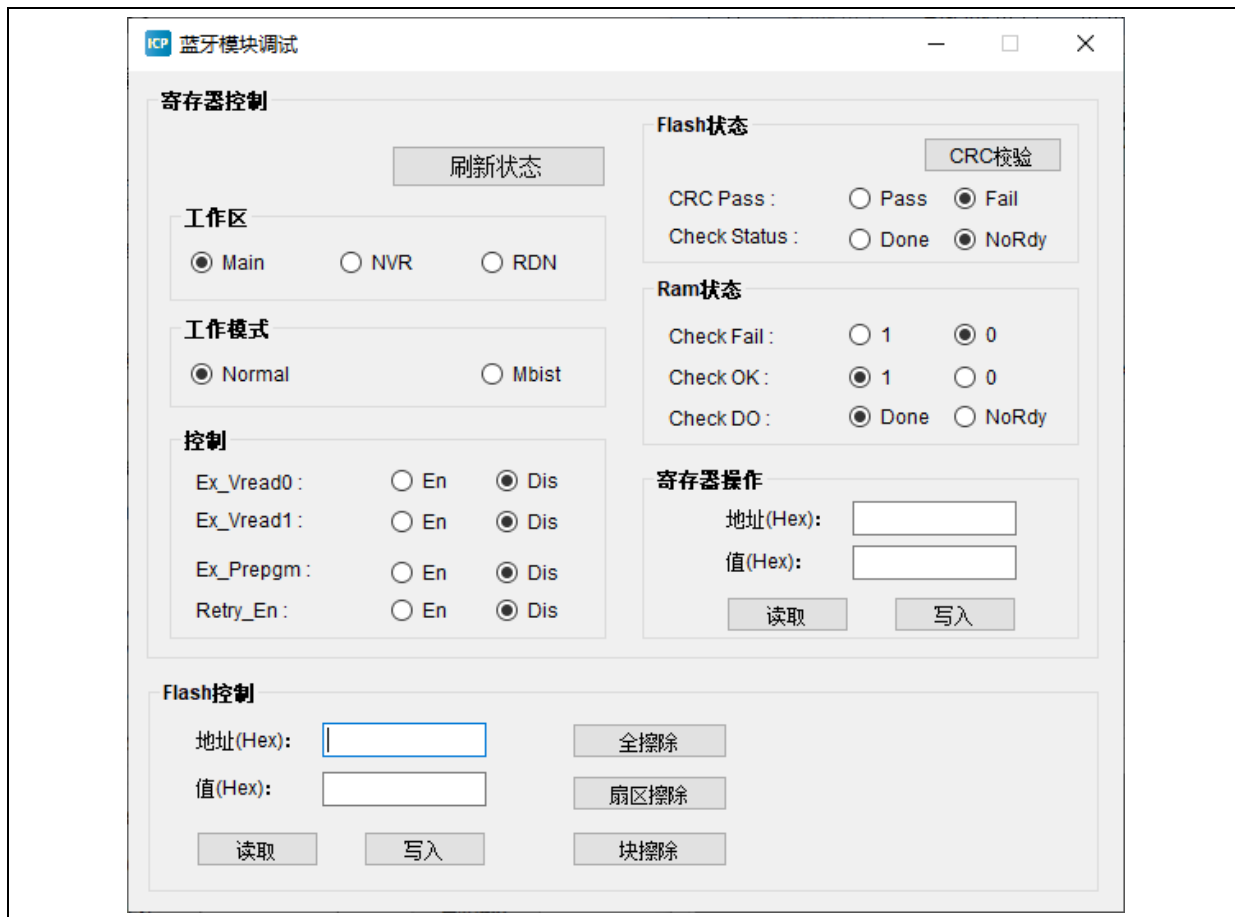 ICP 蓝牙模块调试
寄存器控制
刷新状态
工作区
Main NVR RDN
工作模式
Normal Mbist
控制
Ex_Vread0 : En Dis
Ex_Vread1 : En Dis
Ex_Prepgm : En Dis
Retry_En : En Dis
Flash状态
CRC校验
CRC Pass : Pass Fail
Check Status : Done NoRdy
Ram状态
Check Fail : 1 0
Check OK : 1 0
Check DO : Done NoRdy
寄存器操作
地址(Hex):
值(Hex):
读取 写入
Flash控制
地址(Hex): 全擦除
值(Hex): 扇区擦除
读取 写入 块擦除